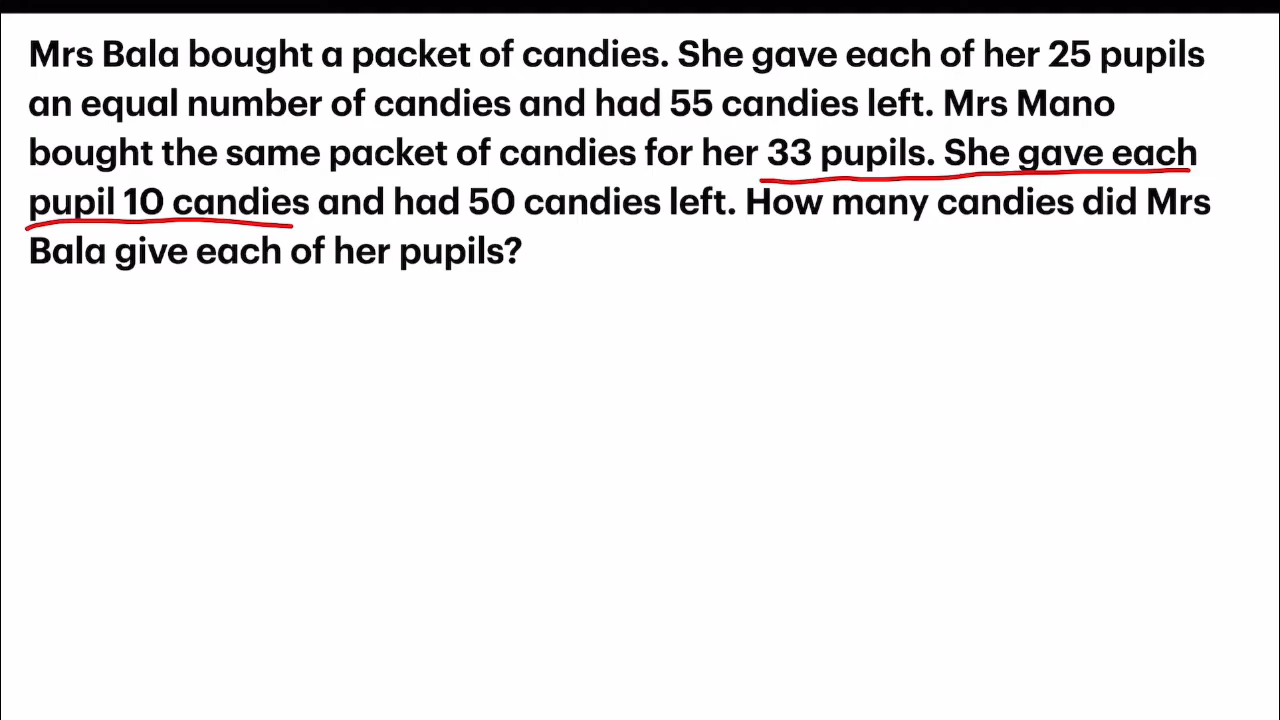 Mrs Bala bought a packet of candies. She gave each of her 25 pupils
an equal number of candies and had 55 candies left. Mrs Mano
bought the same packet of candies for her 33 pupils. She gave each
pupil 10 candies and had 50 candies left. How many candies did Mrs
Bala give each of her pupils?